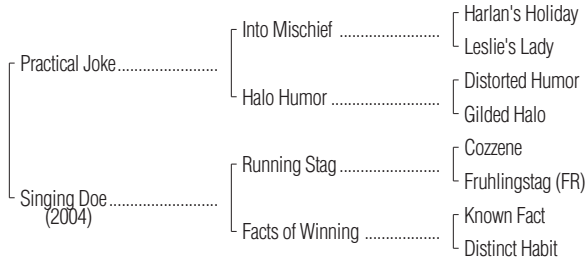 Harlan's Holiday
Into Mischief ........................
Leslie's Lady
Practical Joke........................
Distorted Humor
Halo Humor ..........................
Gilded Halo
Cozzene
Running Stag ........................
Fruhlingstag (FR)
Singing Doe..........................
(2004)
Known Fact
Facts of Winning ..................
Distinct Habit